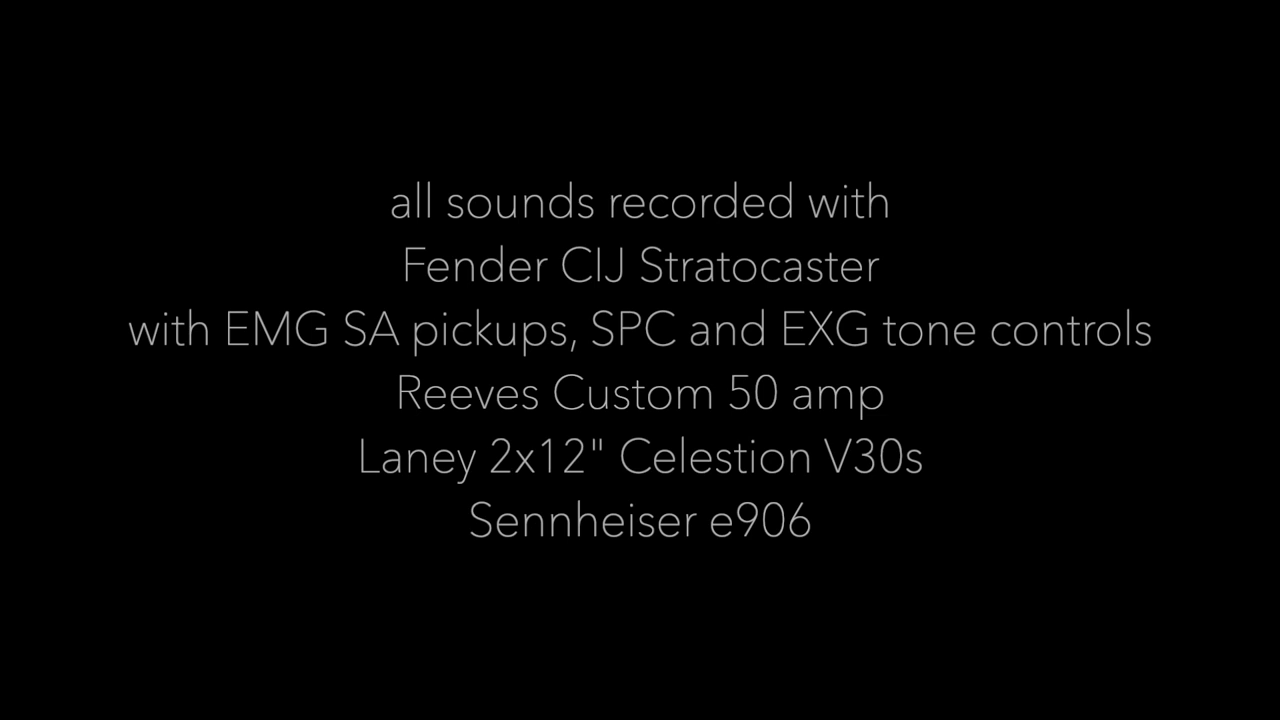 all sounds recorded with
Fender CIJ Stratocaster
with EMG SA pickups, SPC and EXG tone controls
Reeves Custom 50 amp
Laney 2x12" Celestion V30s
Sennheiser e906